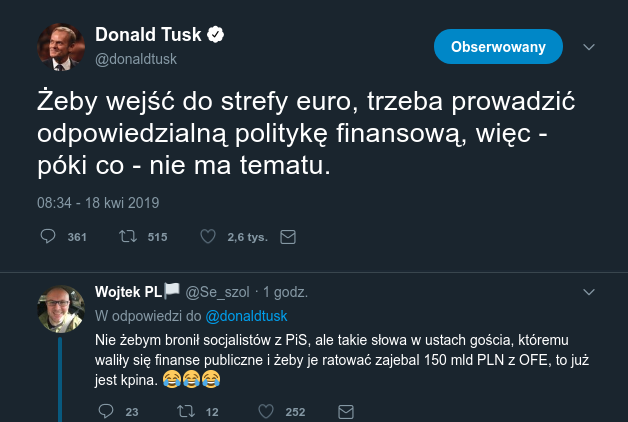 Donald Tusk
@donaldtusk
Obserwowany
Żeby wejść do strefy euro, trzeba prowadzić
odpowiedzialną politykę finansową, więc -
póki co - nie ma tematu.
08:34 - 18 kwi 2019
361 515 2,6 tys.
Wojtek PL🏳 @Se_szol · 1 godz.
W odpowiedzi do @donaldtusk
Nie żebym bronił socjalistów z PiS, ale takie słowa w ustach gościa, któremu
waliły się finanse publiczne i żeby je ratować zajebał 150 mld PLN z OFE, to już
jest kpina. 😂😂😂
23 12 252